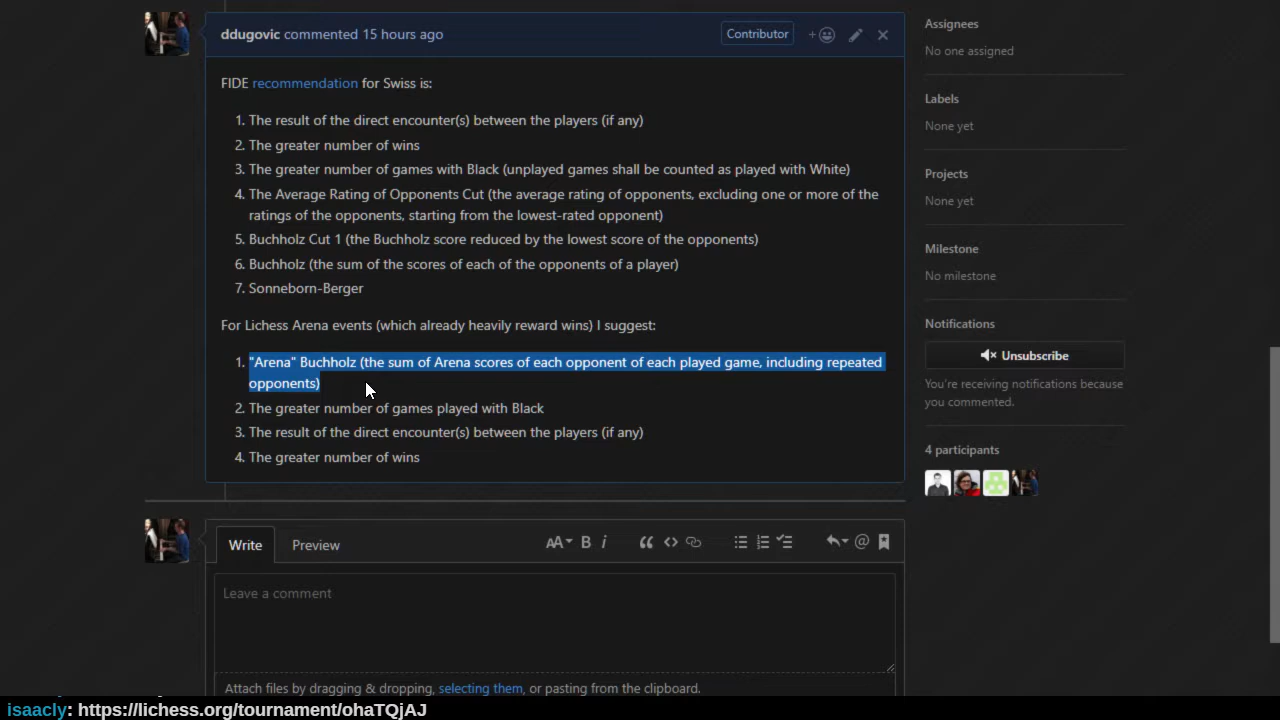 ddugovic commented 15 hours ago
Contributor
FIDE recommendation for Swiss is:
1. The result of the direct encounter(s) between the players (if any)
2. The greater number of wins
3. The greater number of games with Black (unplayed games shall be counted as played with White)
4. The Average Rating of Opponents Cut (the average rating of opponents, excluding one or more of the
ratings of the opponents, starting from the lowest-rated opponent)
5. Buchholz Cut 1 (the Buchholz score reduced by the lowest score of the opponents)
6. Buchholz (the sum of the scores of each of the opponents of a player)
7. Sonneborn-Berger
For Lichess Arena events (which already heavily reward wins) I suggest:
1. "Arena" Buchholz (the sum of Arena scores of each opponent of each played game, including repeated
opponents)
2. The greater number of games played with Black
3. The result of the direct encounter(s) between the players (if any)
4. The greater number of wins
Write Preview
Leave a comment
Attach files by dragging & dropping, selecting them, or pasting from the clipboard.
Assignees
No one assigned
Labels
None yet
Projects
None yet
Milestone
No milestone
Notifications
Unsubscribe
You're receiving notifications because
you commented.
4 participants
isaacly: https://lichess.org/tournament/ohaTQjAJ